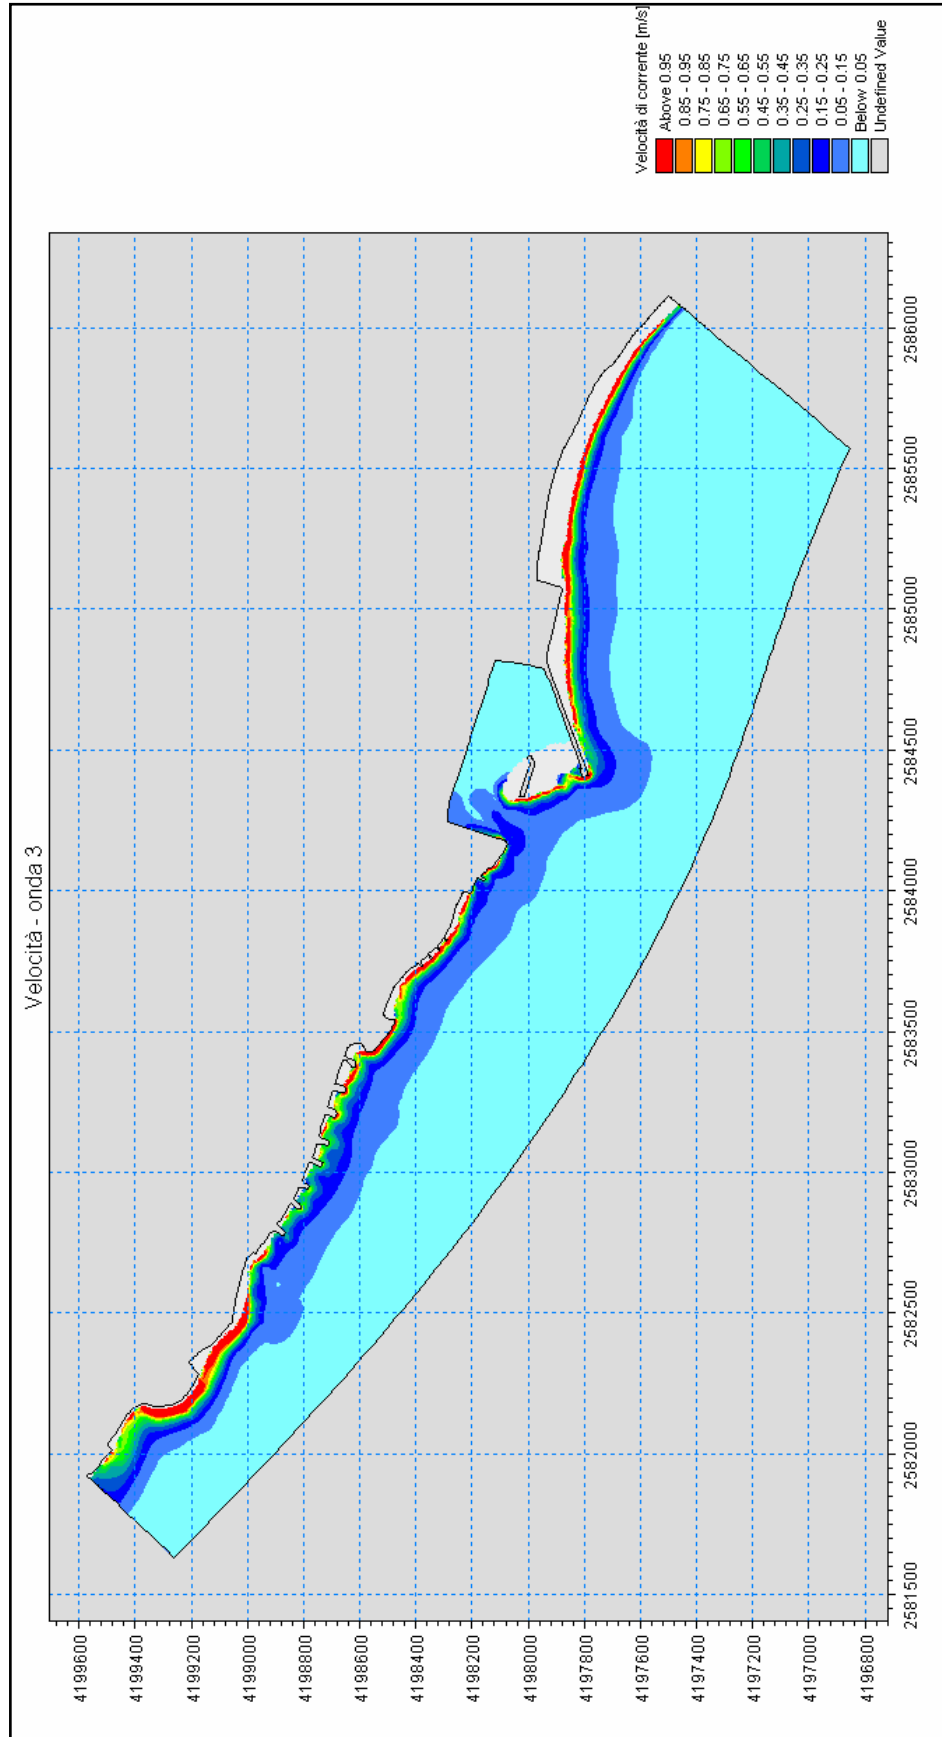 Velocità - onda 3
4199600
4199400
4199200
4199000
4198800
4198600
4198400
4198200
4198000
4197800
4197600
4197400
4197200
4197000
4196800
2581500
2582000
2582500
2583000
2583500
2584000
2584500
2585000
2585500
2586000
Velocità di corrente [m/s]
Above 0.95
0.85 - 0.95
0.75 - 0.85
0.65 - 0.75
0.55 - 0.65
0.45 - 0.55
0.35 - 0.45
0.25 - 0.35
0.15 - 0.25
0.05 - 0.15
Below 0.05
Undefined Value